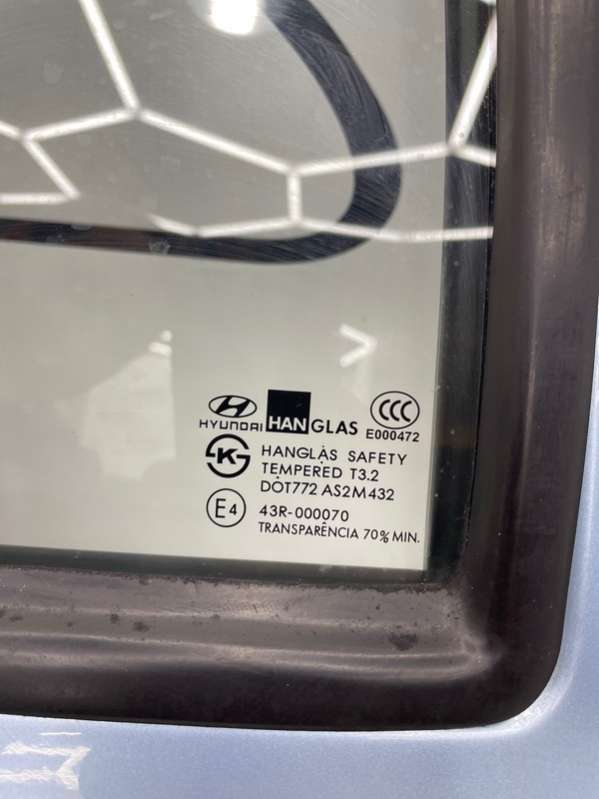 HYUNDAI HANGLAS CCC
E000472
K
HANGLAS SAFETY
TEMPERED T3.2
DOT772 AS2M432
E4 43R-000070
TRANSPARÊNCIA 70% MIN.